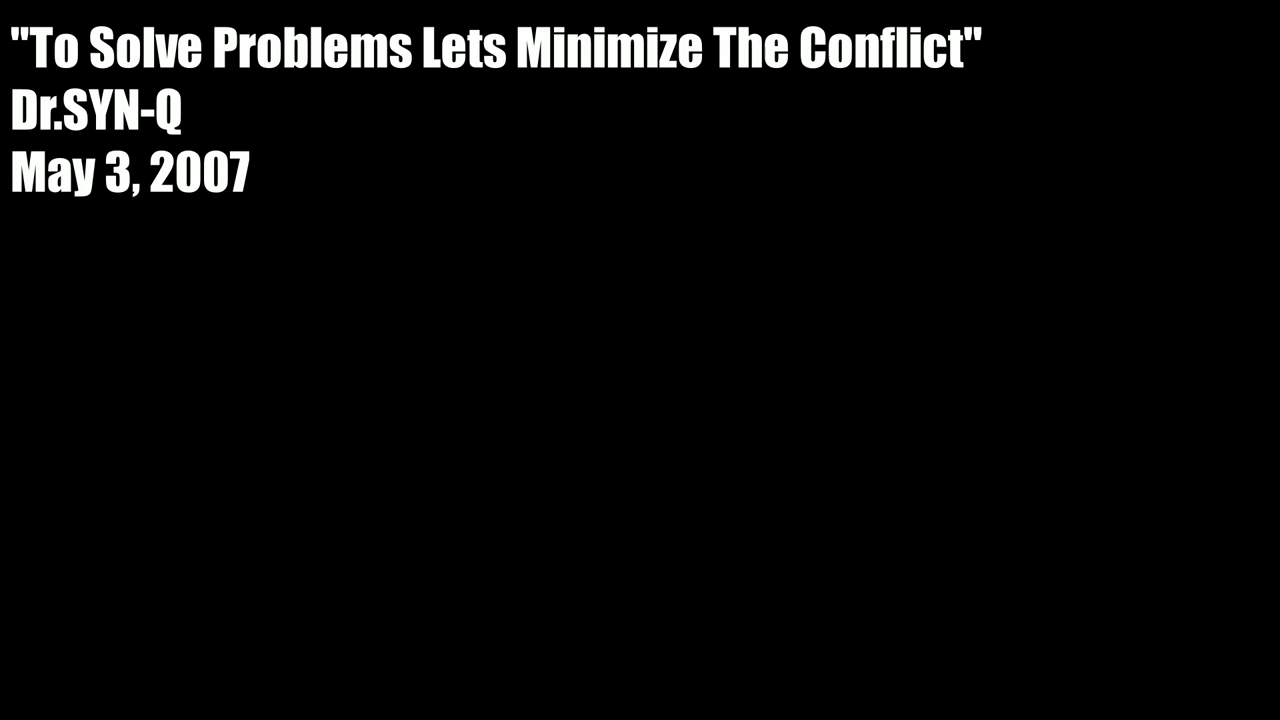 "To Solve Problems Lets Minimize The Conflict"
Dr.SYN-Q
May 3, 2007